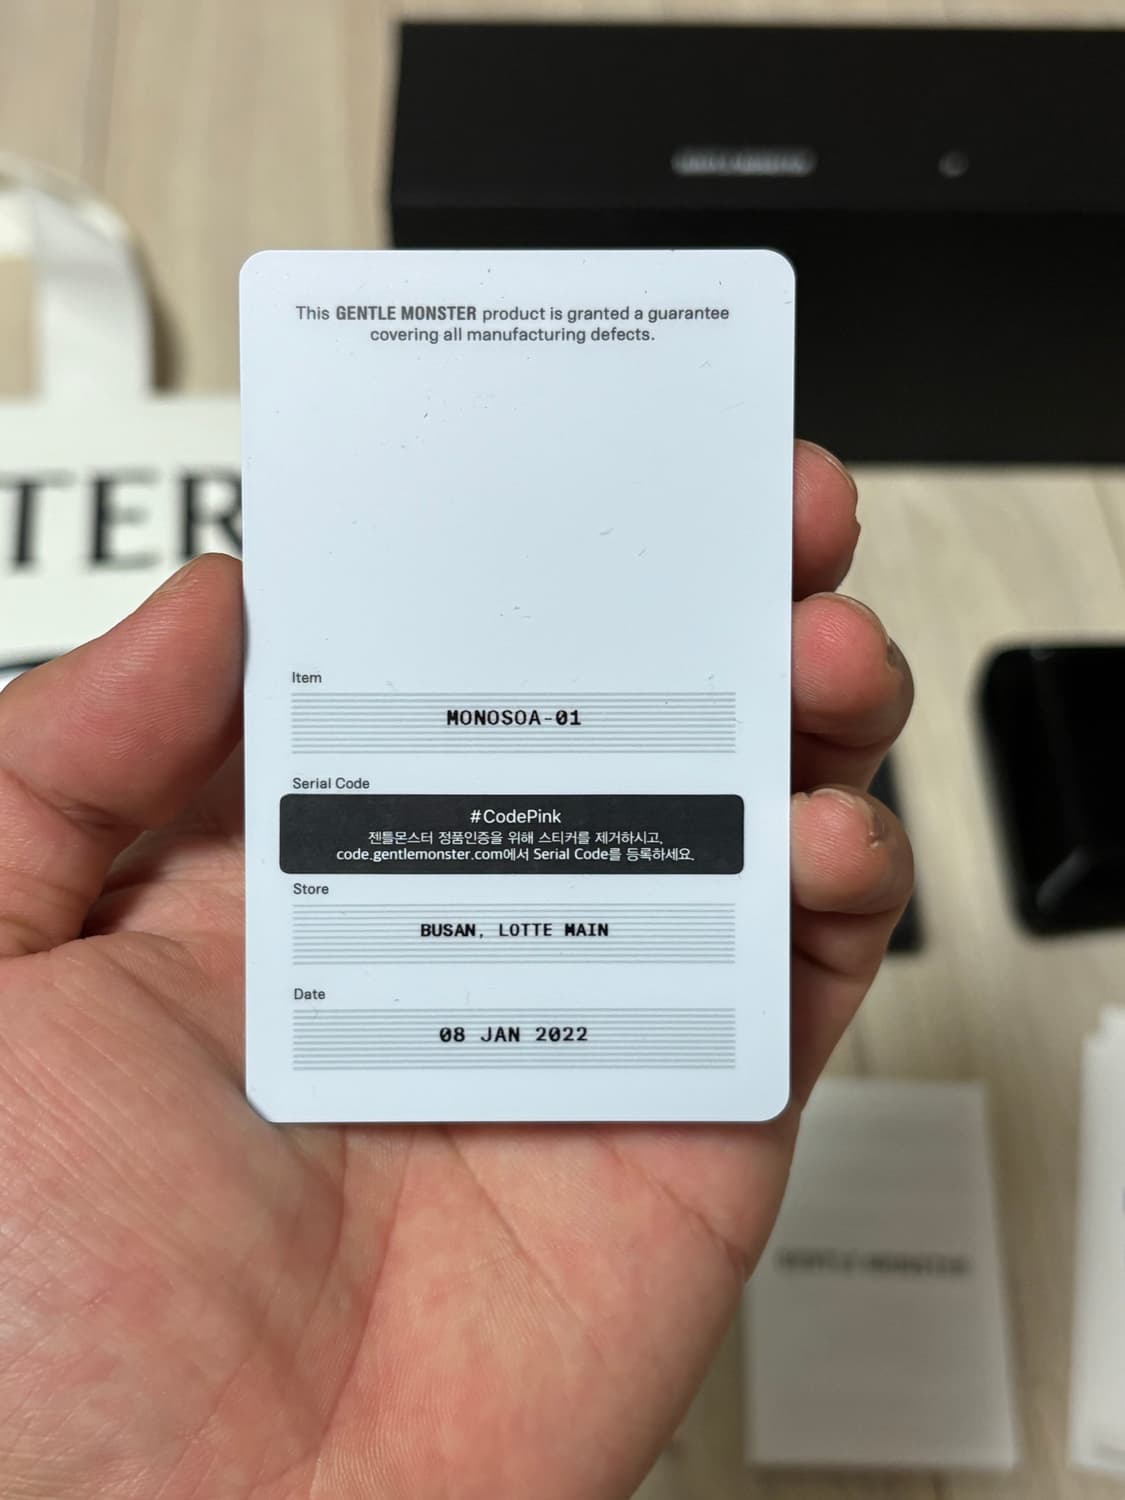 This GENTLE MONSTER product is granted a guarantee
covering all manufacturing defects.
TER
Item
MONOSOA-01
Serial Code
#CodePink
젠틀몬스터 정품인증을 위해 스티커를 제거하시고,
code.gentlemonster.com에서 Serial Code를 등록하세요.
Store
BUSAN, LOTTE MAIN
Date
08 JAN 2022
GENTLE MONSTER